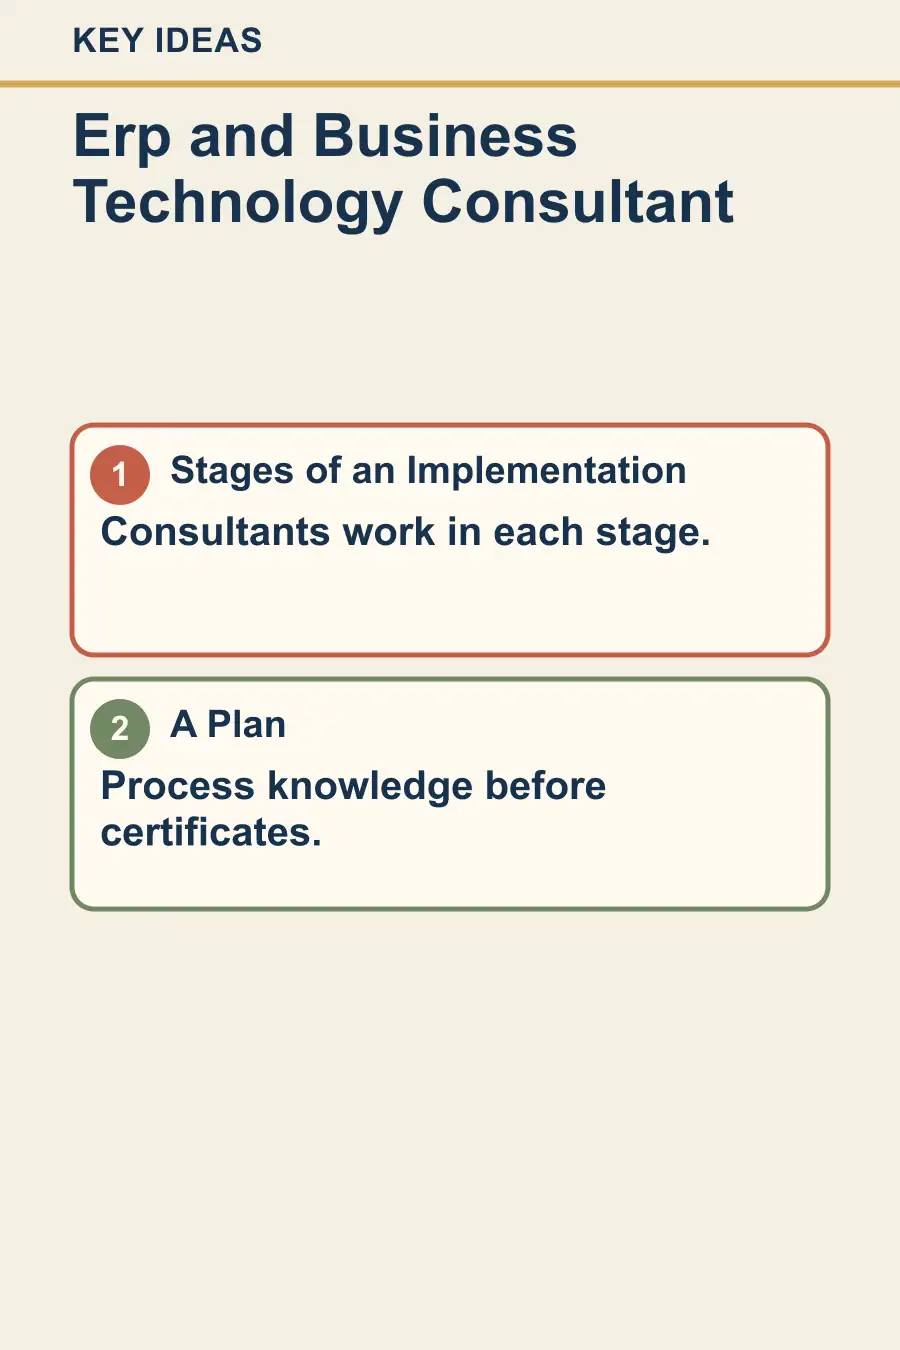 KEY IDEAS
Erp and Business
Technology Consultant
1 Stages of an Implementation
Consultants work in each stage.
2 A Plan
Process knowledge before
certificates.